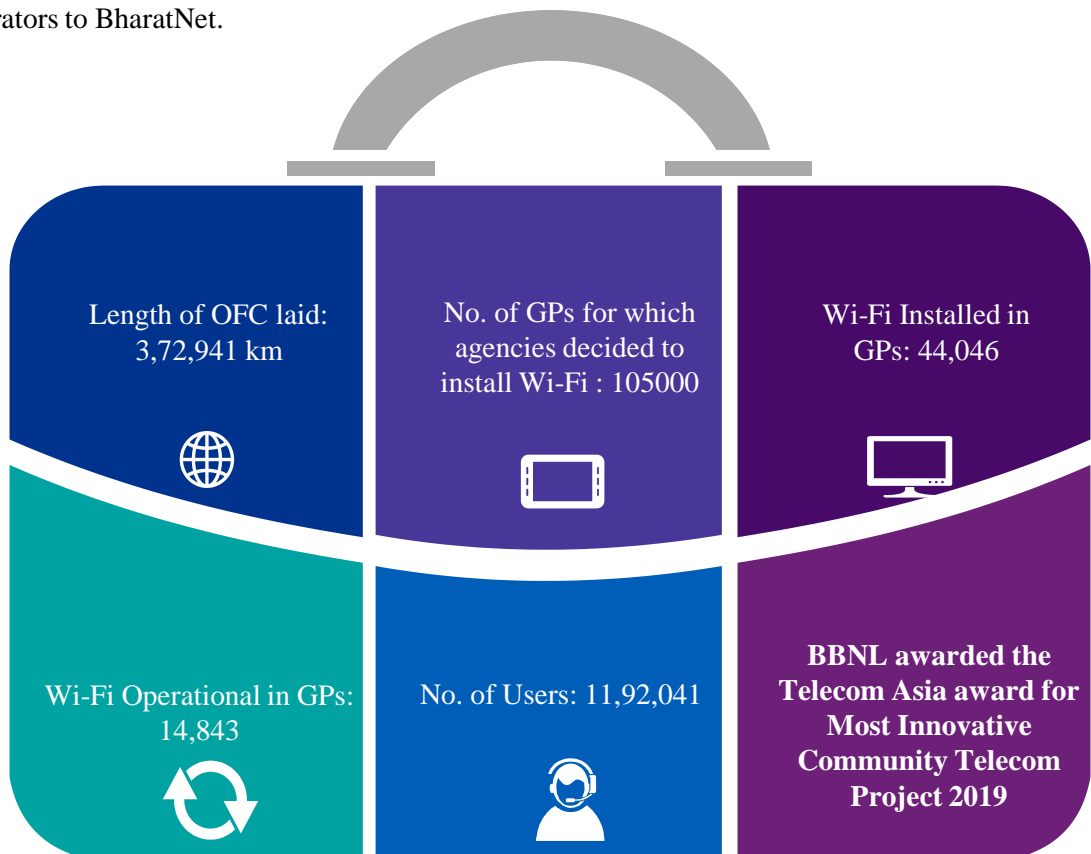 rators to BharatNet.
Length of OFC laid:
3,72,941 km
No. of GPs for which
agencies decided to
install Wi-Fi : 105000
Wi-Fi Installed in
GPs: 44,046
Wi-Fi Operational in GPs:
14,843
No. of Users: 11,92,041
BBNL awarded the
Telecom Asia award for
Most Innovative
Community Telecom
Project 2019